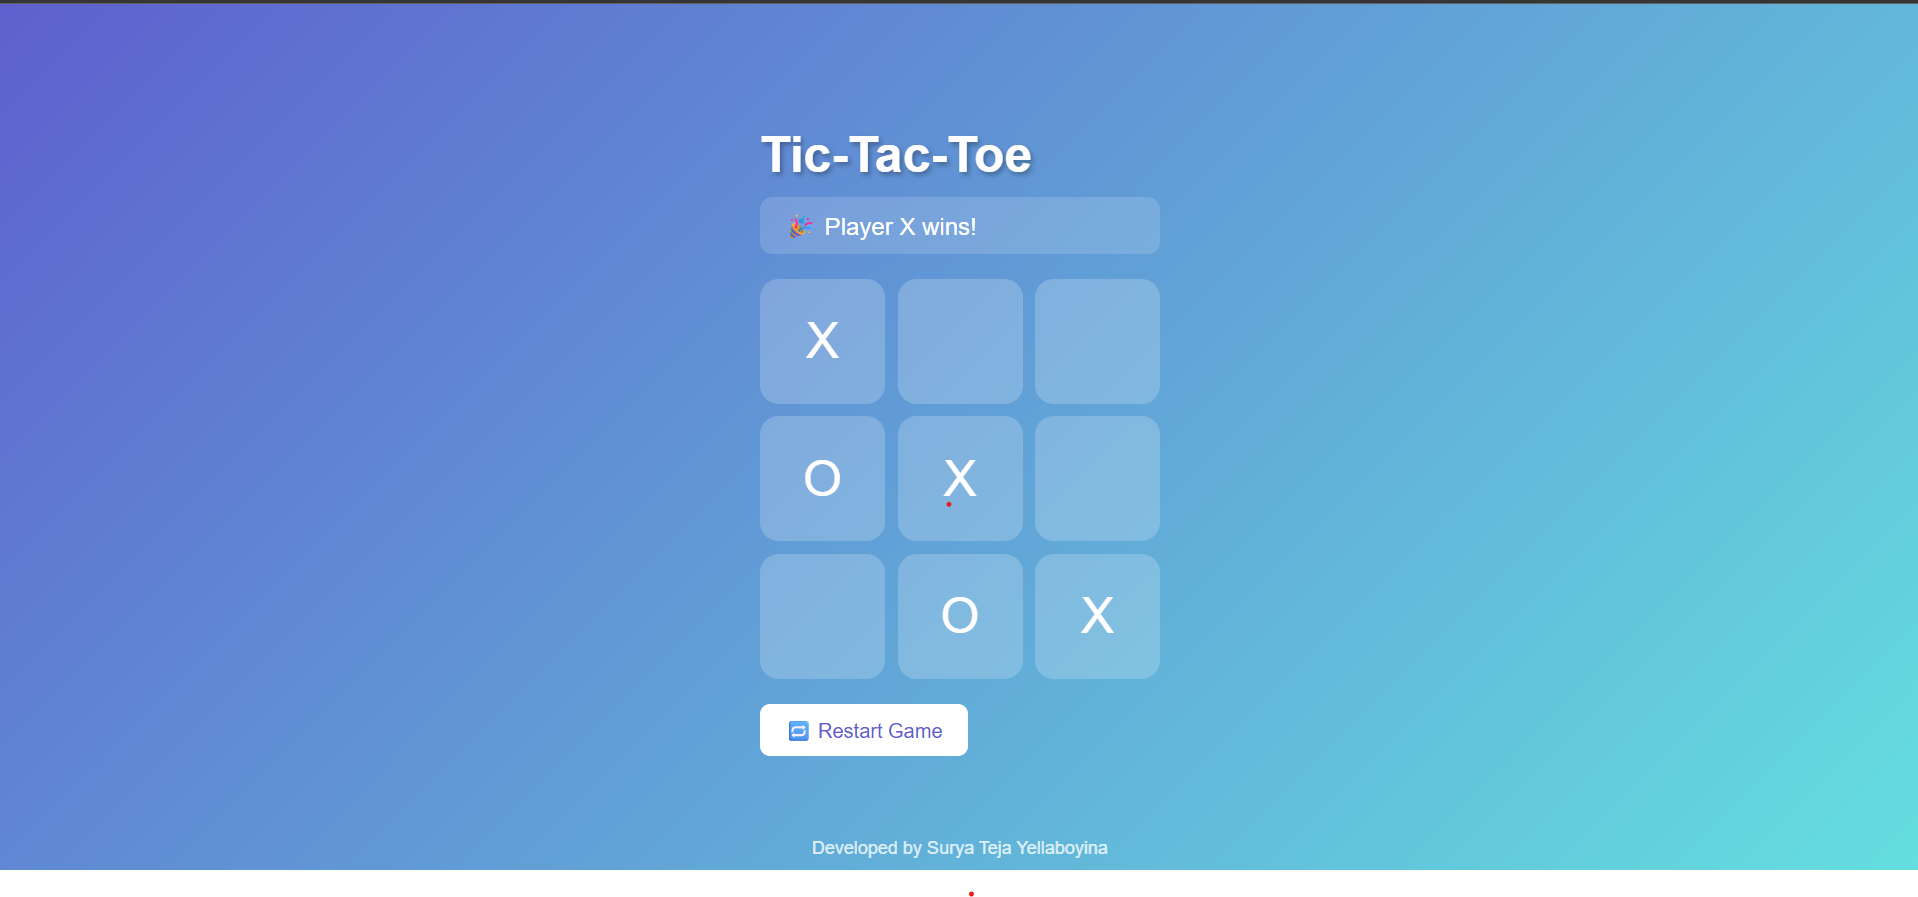 Tic-Tac-Toe
🎉 Player X wins!
X
O X
O X
🔁 Restart Game
Developed by Surya Teja Yellaboyina